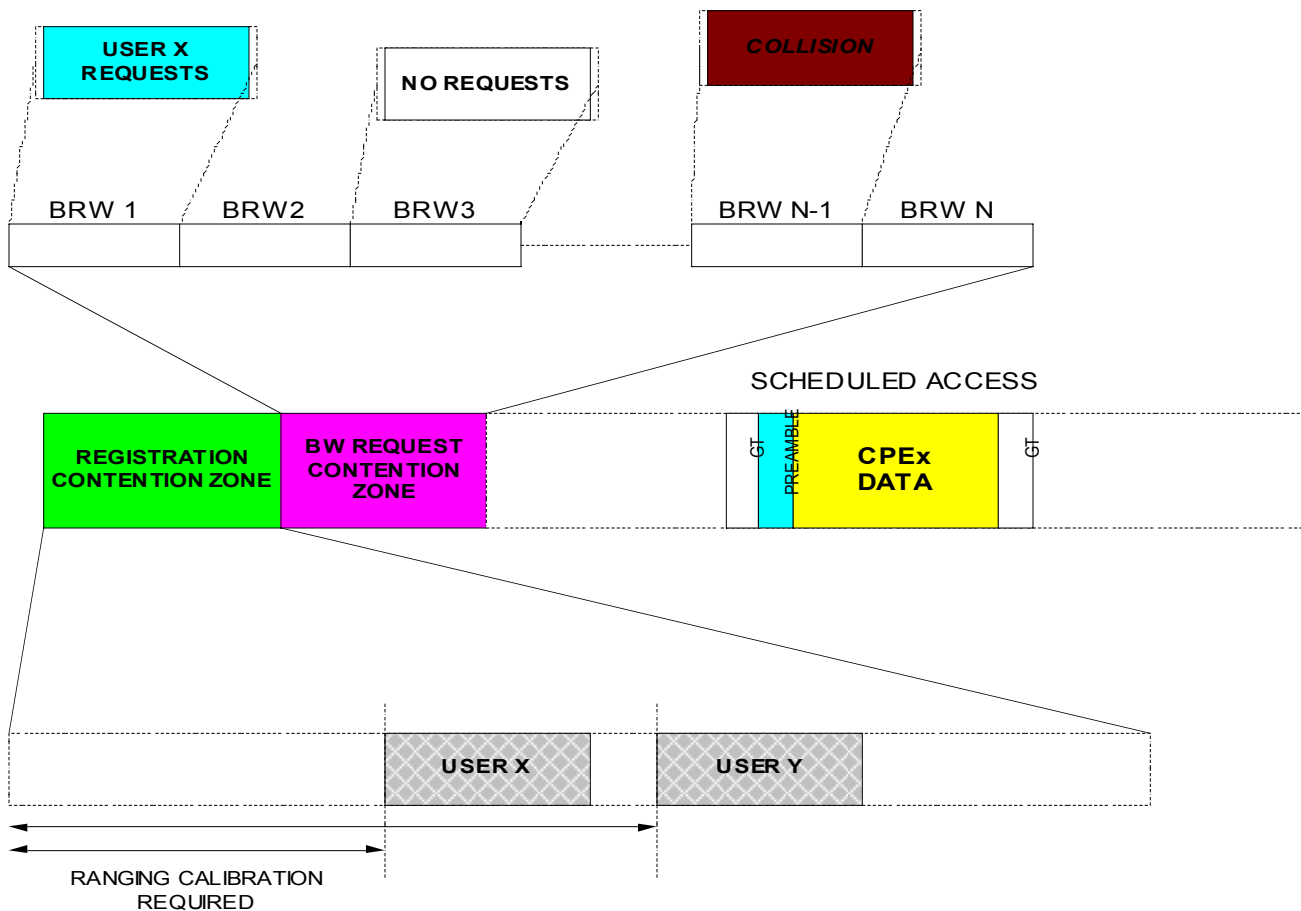 USER X
REQUESTS
NO REQUESTS
COLLISION
BRW 1
BRW2
BRW3
BRW N-1
BRW N
SCHEDULED ACCESS
REGISTRATION
CONTENTION ZONE
BW REQUEST
CONTENTION
ZONE
GT
PREAMBLE
CPEx
DATA
GT
USER X
USER Y
RANGING CALIBRATION
REQUIRED